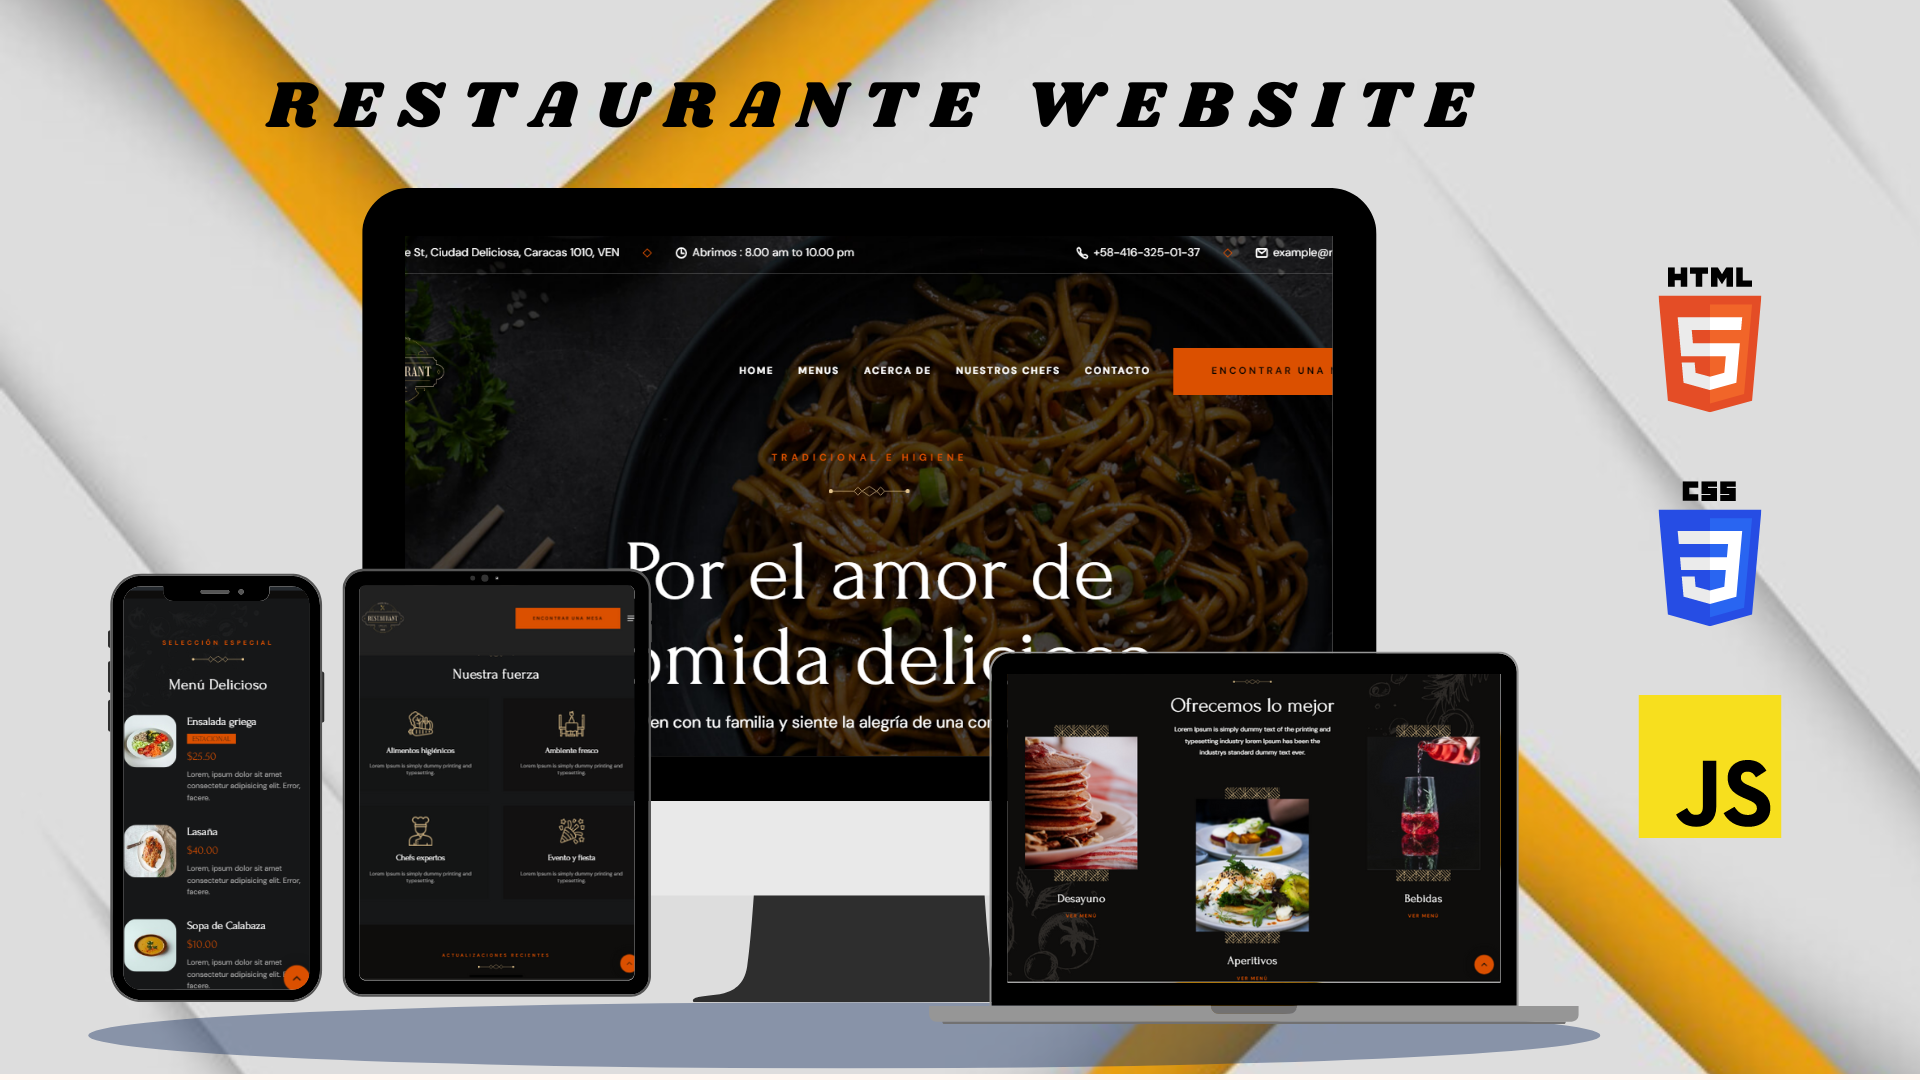 RESTAURANTE WEBSITE
e St, Ciudad Deliciosa, Caracas 1010, VEN
Abrimos : 8.00 am to 10.00 pm
+58-416-325-01-37
example@r
RANT
HOME MENUS ACERCA DE NUESTROS CHEFS CONTACTO
ENCONTRAR UNA
TRADICIONAL E HIGIENE
Por el amor de
omida deliciosa
en con tu familia y siente la alegría de una cor
SELECCIÓN ESPECIAL
Menú Delicioso
Ensalada griega
ESTACIONAL
$25.50
Lorem, ipsum dolor sit amet
consectetur adipisicing elit. Error,
facere.
Lasaña
$40.00
Lorem, ipsum dolor sit amet
consectetur adipisicing elit. Error,
facere.
Sopa de Calabaza
$10.00
Lorem, ipsum dolor sit amet
consectetur adipisicing elit.
facere.
RESTAURANT
ENCONTRAR UNA MESA
Nuestra fuerza
Alimentos higiénicos
Lorem Ipsum is simply dummy printing and
typesetting.
Ambiente fresco
Lorem Ipsum is simply dummy printing and
typesetting.
Chefs expertos
Lorem Ipsum is simply dummy printing and
typesetting.
Evento y fiesta
Lorem Ipsum is simply dummy printing and
typesetting.
ACTUALIZACIONES RECIENTES
Ofrecemos lo mejor
Lorem Ipsum is simply dummy text of the printing and
typesetting industry lorem Ipsum has been the
industrys standard dummy text ever.
Desayuno
VER MENÚ
Aperitivos
VER MENÚ
Bebidas
VER MENÚ
HTML
5
CSS
3
JS